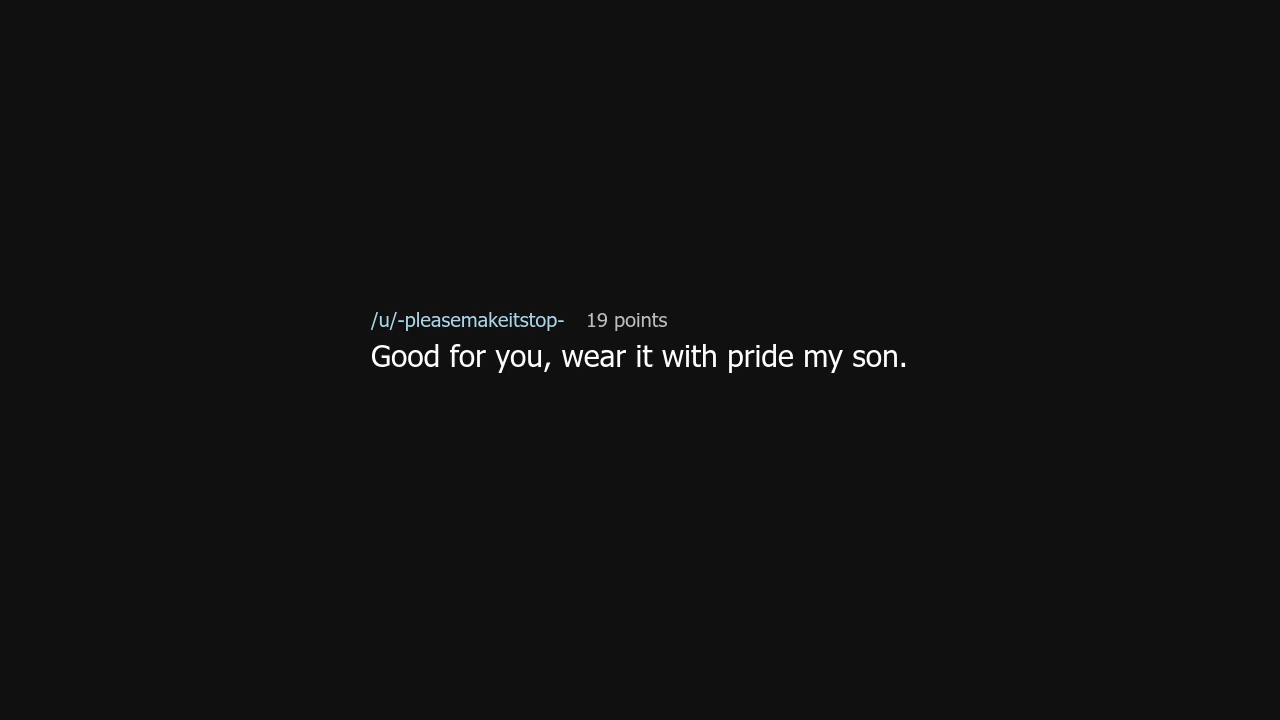 /u/-pleasemakeitstop- 19 points
Good for you, wear it with pride my son.